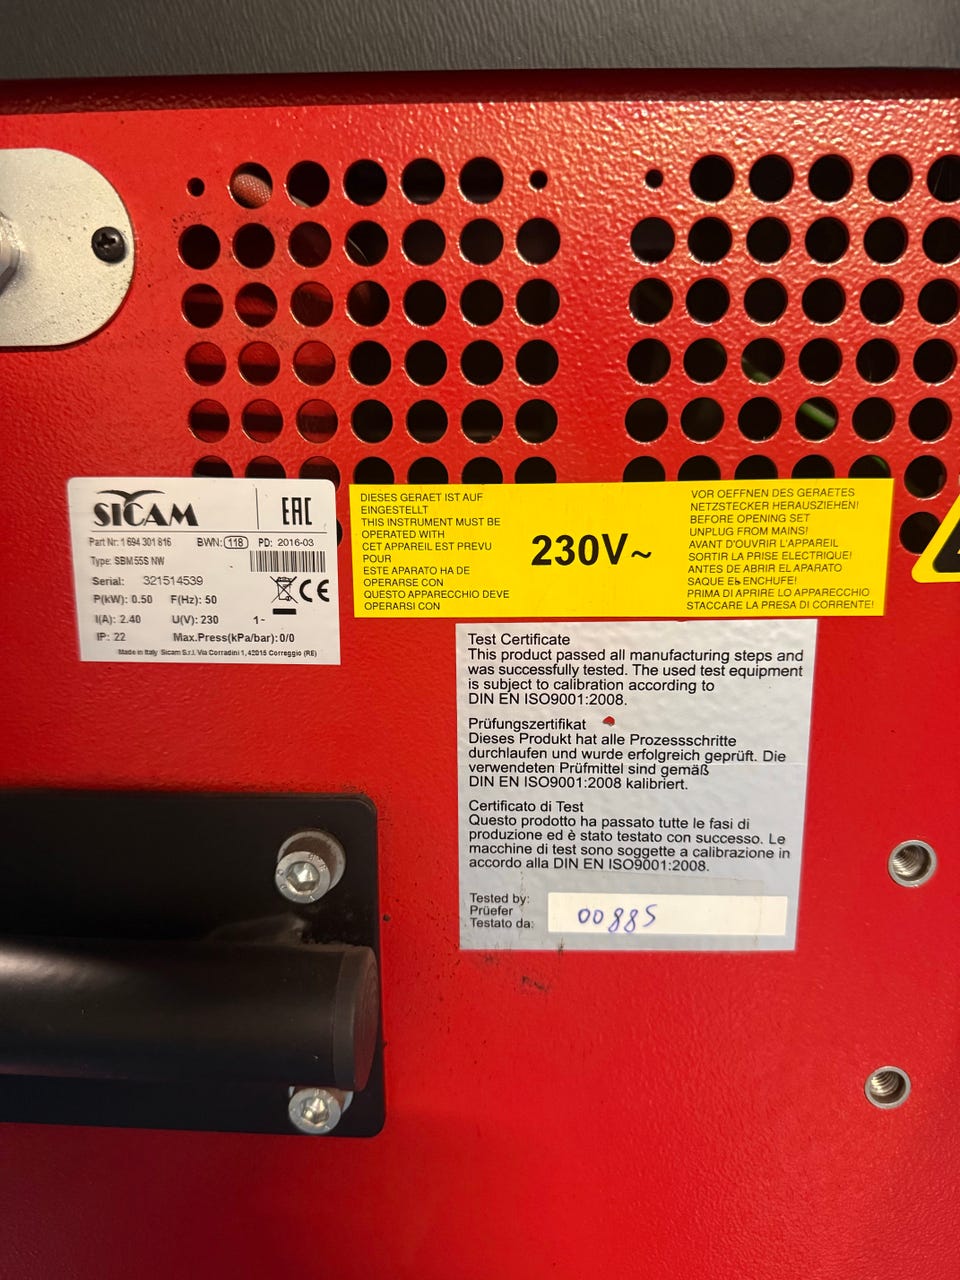 SICAM
EAC
Part Nr: 1 694 301 816 BWN: 118 PD: 2016-03
Type: SBM 55S NW
Serial: 321514539
P(kW): 0.50 F(Hz): 50
I(A): 2.40 U(V): 230 1~
IP: 22 Max.Press(kPa/bar): 0/0
Made in Italy Sicam S.r.l. Via Corradini 1, 42015 Correggio (RE)
CE
DIESES GERAET IST AUF
EINGESTELLT
THIS INSTRUMENT MUST BE
OPERATED WITH
CET APPAREIL EST PREVU
POUR
ESTE APARATO HA DE
OPERARSE CON
QUESTO APPARECCHIO DEVE
OPERARSI CON
230V~
VOR OEFFNEN DES GERAETES
NETZSTECKER HERAUSZIEHEN!
BEFORE OPENING SET
UNPLUG FROM MAINS!
AVANT D'OUVRIR L'APPAREIL
SORTIR LA PRISE ELECTRIQUE!
ANTES DE ABRIR EL APARATO
SAQUE EL ENCHUFE!
PRIMA DI APRIRE LO APPARECCHIO
STACCARE LA PRESA DI CORRENTE!
Test Certificate
This product passed all manufacturing steps and
was successfully tested. The used test equipment
is subject to calibration according to
DIN EN ISO9001:2008.
Prüfungszertifikat
Dieses Produkt hat alle Prozessschritte
durchlaufen und wurde erfolgreich geprüft. Die
verwendeten Prüfmittel sind gemäß
DIN EN ISO9001:2008 kalibriert.
Certificato di Test
Questo prodotto ha passato tutte le fasi di
produzione ed è stato testato con successo. Le
macchine di test sono soggette a calibrazione in
accordo alla DIN EN ISO9001:2008.
Tested by:
Prüefer
Testato da:
00885